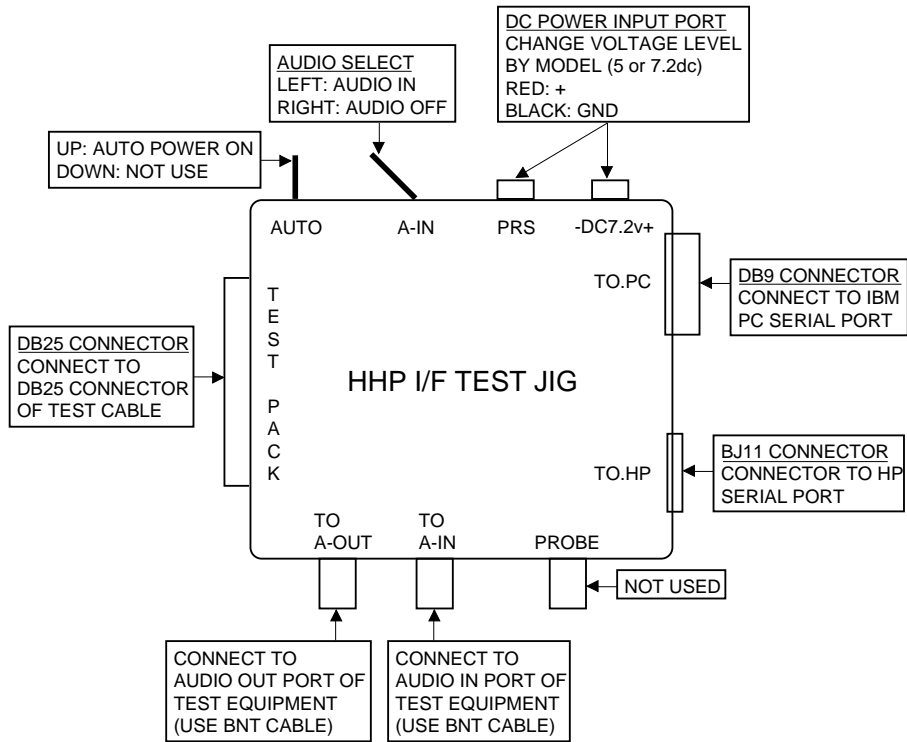 DC POWER INPUT PORT
CHANGE VOLTAGE LEVEL
BY MODEL (5 or 7.2dc)
RED: +
BLACK: GND
AUDIO SELECT
LEFT: AUDIO IN
RIGHT: AUDIO OFF
UP: AUTO POWER ON
DOWN: NOT USE
AUTO
A-IN
PRS
-DC7.2v+
TO.PC
DB9 CONNECTOR
CONNECT TO IBM
PC SERIAL PORT
TEST PACK
DB25 CONNECTOR
CONNECT TO
DB25 CONNECTOR
OF TEST CABLE
HHP I/F TEST JIG
TO.HP
BJ11 CONNECTOR
CONNECTOR TO HP
SERIAL PORT
TO
A-OUT
TO
A-IN
PROBE
NOT USED
CONNECT TO
AUDIO OUT PORT OF
TEST EQUIPMENT
(USE BNT CABLE)
CONNECT TO
AUDIO IN PORT OF
TEST EQUIPMENT
(USE BNT CABLE)